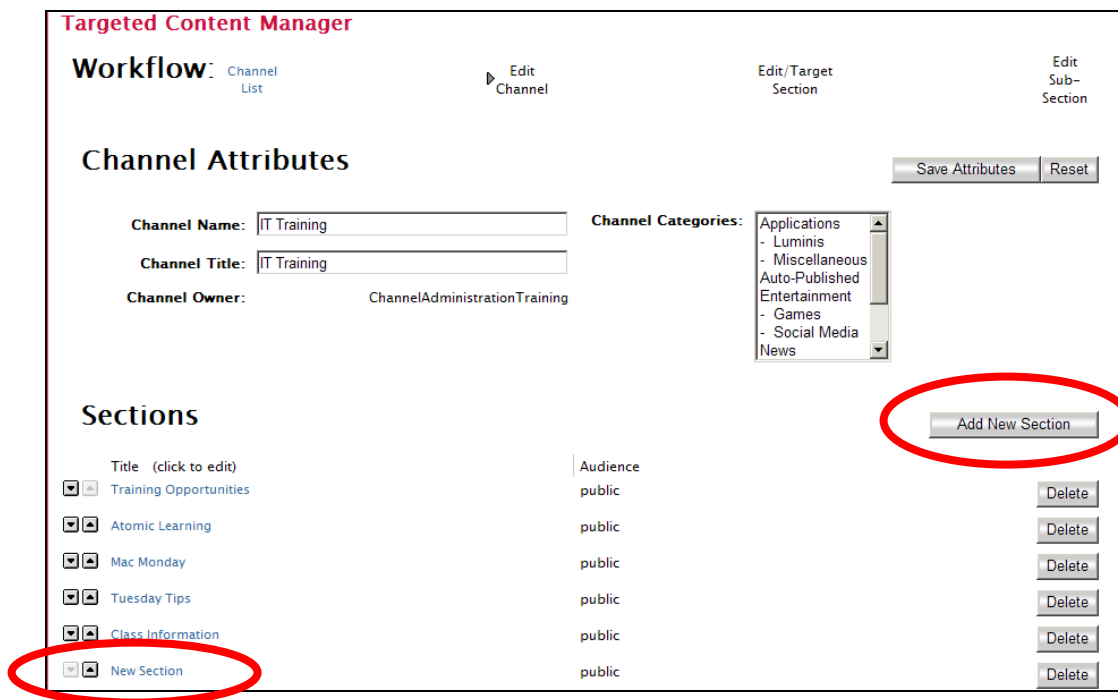 Targeted Content Manager
Workflow: Channel List Edit Channel Edit/Target Section Edit Sub-Section
Channel Attributes
Save Attributes Reset
Channel Name: IT Training
Channel Title: IT Training
Channel Owner: ChannelAdministrationTraining
Channel Categories:
Applications
- Luminis
- Miscellaneous
Auto-Published
Entertainment
- Games
- Social Media
News
Sections
Add New Section
Title (click to edit) Audience
Training Opportunities public Delete
Atomic Learning public Delete
Mac Monday public Delete
Tuesday Tips public Delete
Class Information public Delete
New Section public Delete